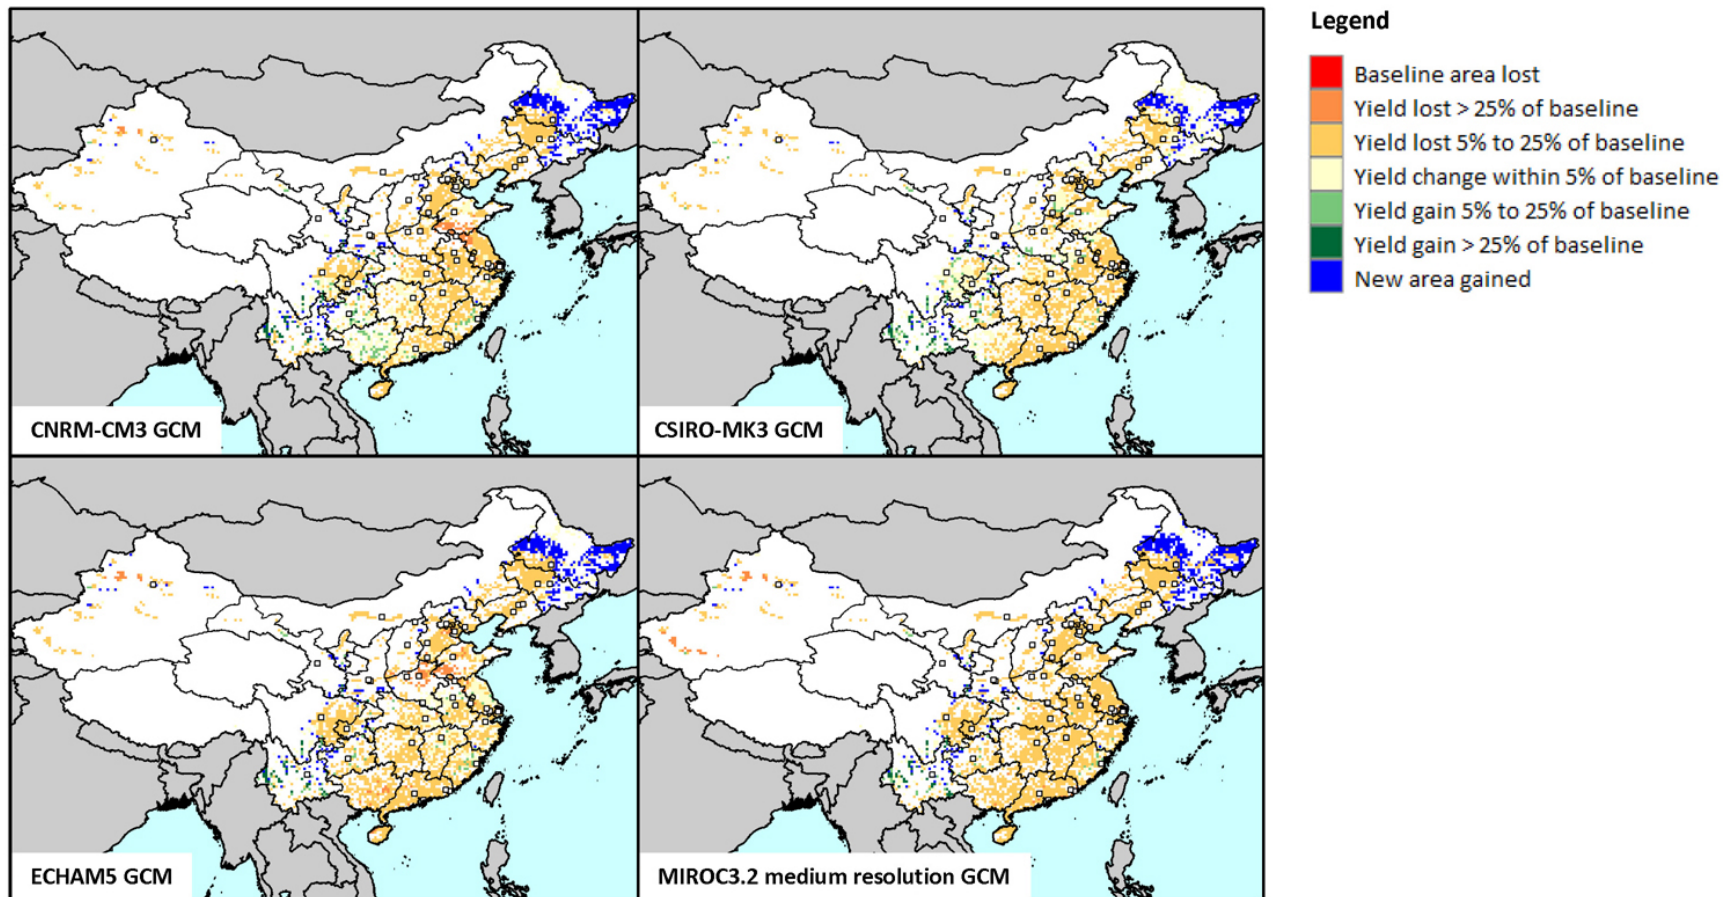 Legend
Baseline area lost
Yield lost > 25% of baseline
Yield lost 5% to 25% of baseline
Yield change within 5% of baseline
Yield gain 5% to 25% of baseline
Yield gain > 25% of baseline
New area gained
CNRM-CM3 GCM
CSIRO-MK3 GCM
ECHAM5 GCM
MIROC3.2 medium resolution GCM